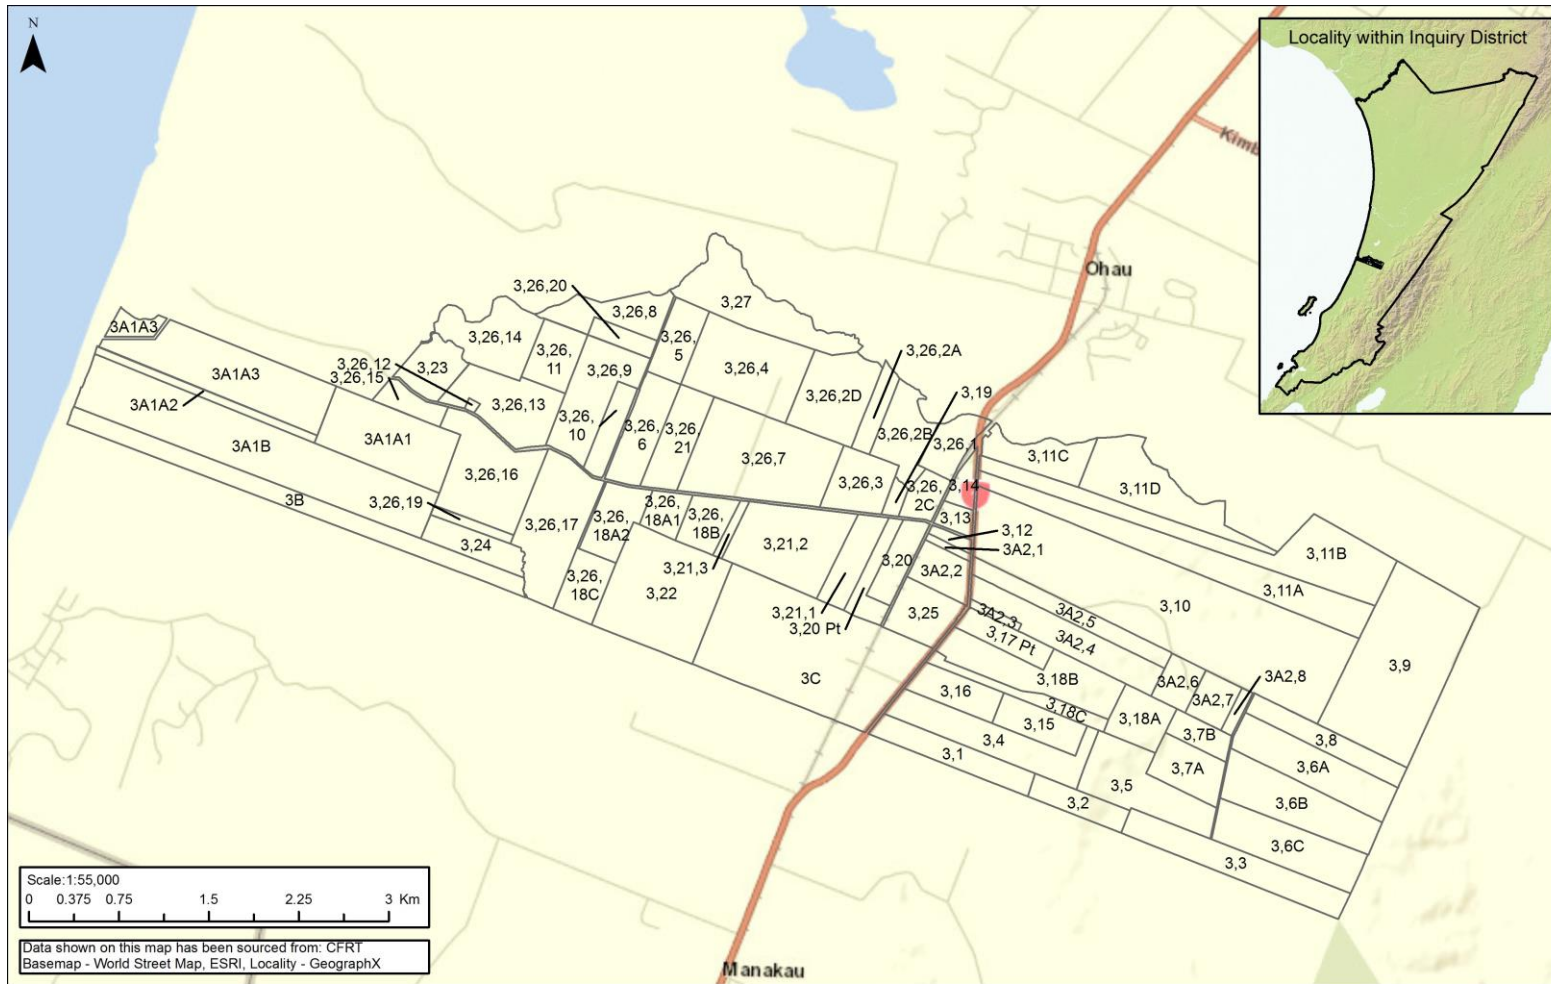 N
Locality within Inquiry District
Kimb
Ohau
3,27
3,26,20
3,26,8
3A1A3
3,26,14
3,26,
5
3,26,
11
3,26,2A
3,26,12
3,23
3,26,9
3,26,4
3A1A3
3,26,15
3,26,2D
3,19
3A1A2
3,26,13
3,26,
10
3,26,
6
3,26,
21
3,26,2B
3A1A1
3,26,1
3A1B
3,26,7
3,11C
3,26,16
3,26,3
3,26,
2C
3,14
3,11D
3B
3,26,19
3,26,17
3,26,
18A2
3,26,
18A1
3,26,
18B
3,13
3,12
3,24
3,21,2
3,20
3A2,1
3,11B
3,21,3
3A2,2
3,26,
18C
3,22
3,11A
3,21,1
3,25
3A2,3
3A2,5
3,10
3,20 Pt
3,17 Pt
3A2,4
3,9
3C
3,18B
3A2,6
3A2,7
3A2,8
3,16
3,18C
3,18A
3,15
3,7B
3,8
3,4
3,1
3,7A
3,6A
3,5
3,2
3,6B
3,6C
3,3
Scale:1:55,000
0 0.375 0.75 1.5 2.25 3 Km
Data shown on this map has been sourced from: CFRT
Basemap - World Street Map, ESRI, Locality - GeographX
Manakau